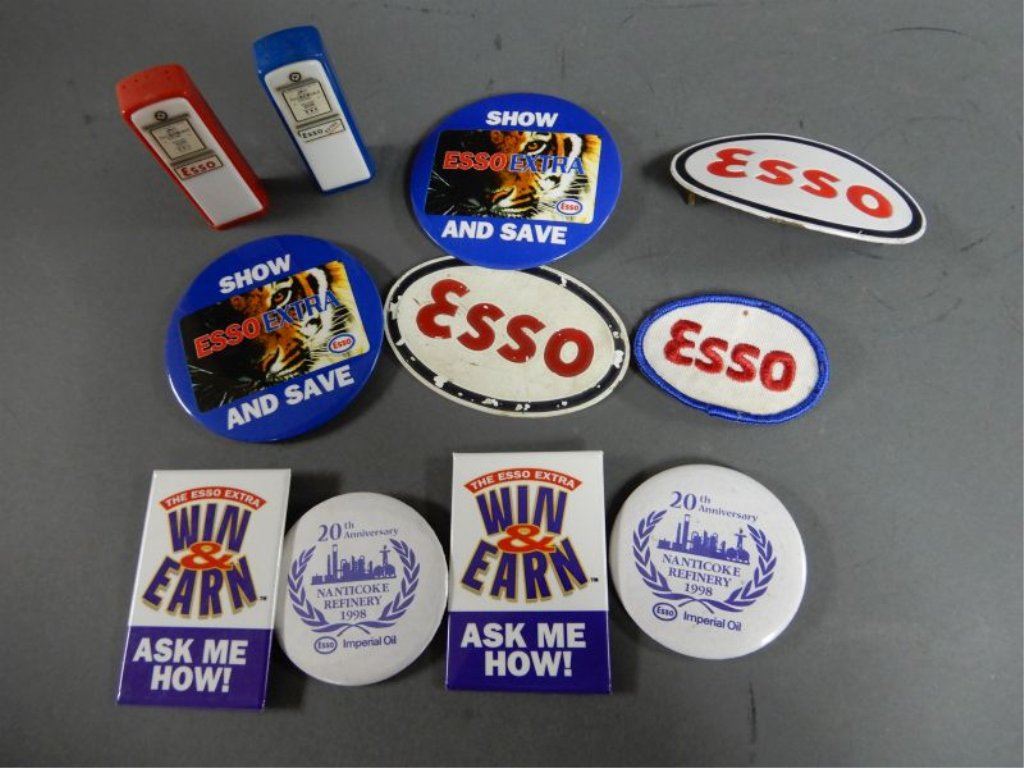 Esso
Esso
SHOW
ESSO EXTRA
Esso
AND SAVE
ESSO
SHOW
ESSO EXTRA
Esso
AND SAVE
ESSO
ESSO
THE ESSO EXTRA
WIN
&
EARN™
ASK ME
HOW!
20th
Anniversary
NANTICOKE
REFINERY
1998
Esso Imperial Oil
THE ESSO EXTRA
WIN
&
EARN™
ASK ME
HOW!
20th
Anniversary
NANTICOKE
REFINERY
1998
Esso Imperial Oil